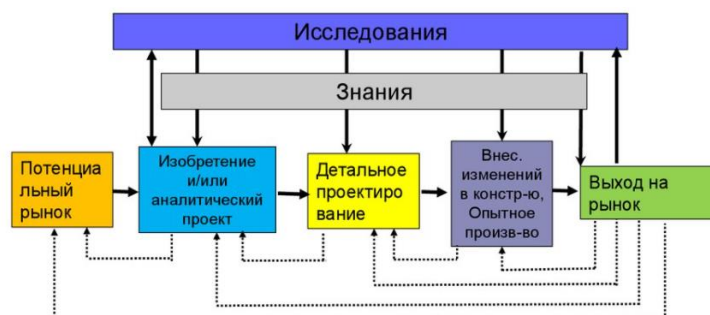 Исследования
Знания
Потенциа
льный
рынок
Изобретение
и/или
аналитический
проект
Детальное
проектиро
вание
Внес.
изменений
в констр-ю,
Опытное
произв-во
Выход на
рынок